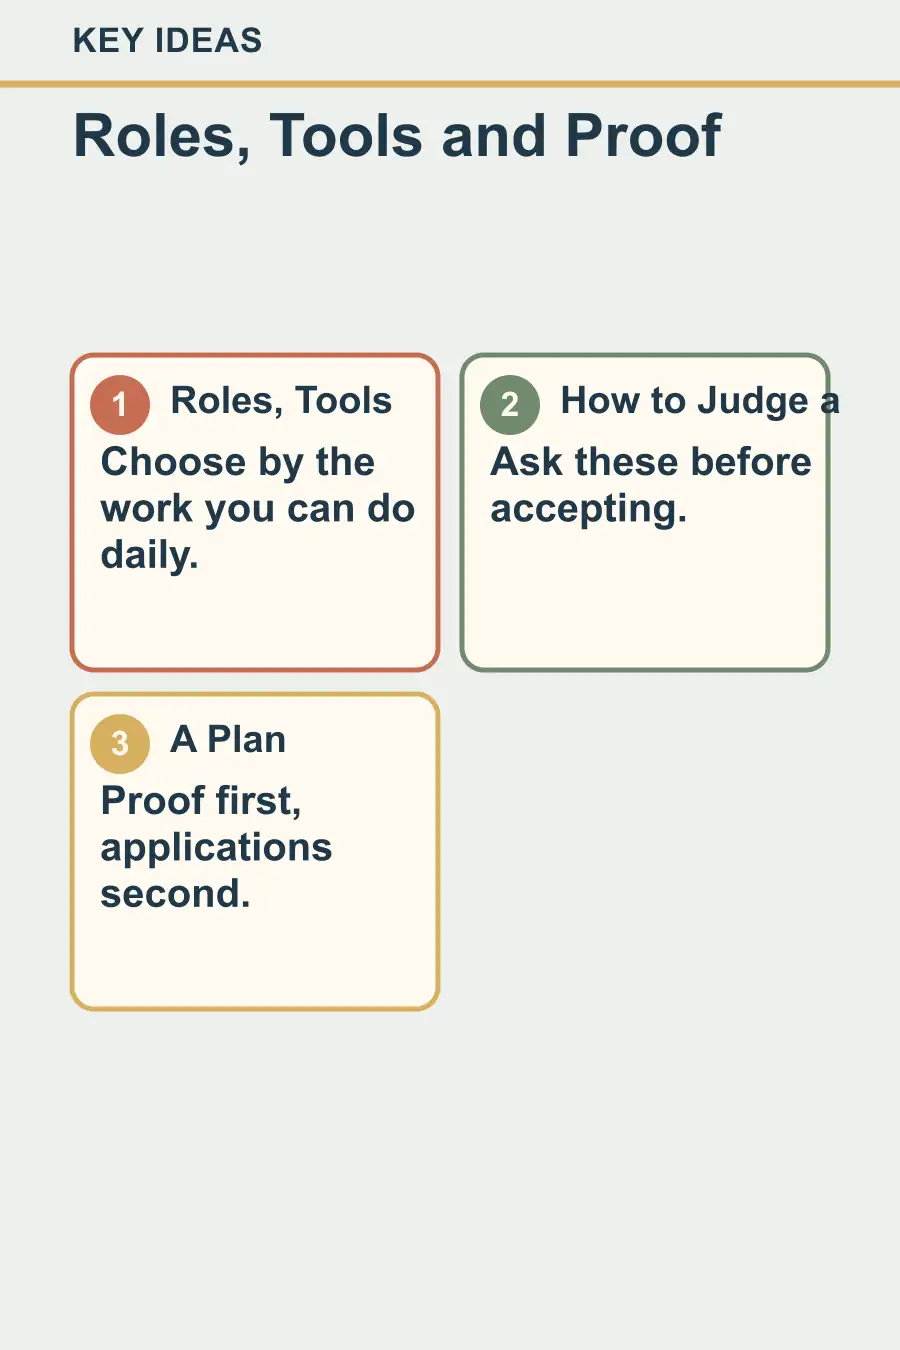 KEY IDEAS
Roles, Tools and Proof
1 Roles, Tools
Choose by the
work you can do
daily.
2 How to Judge a
Ask these before
accepting.
3 A Plan
Proof first,
applications
second.